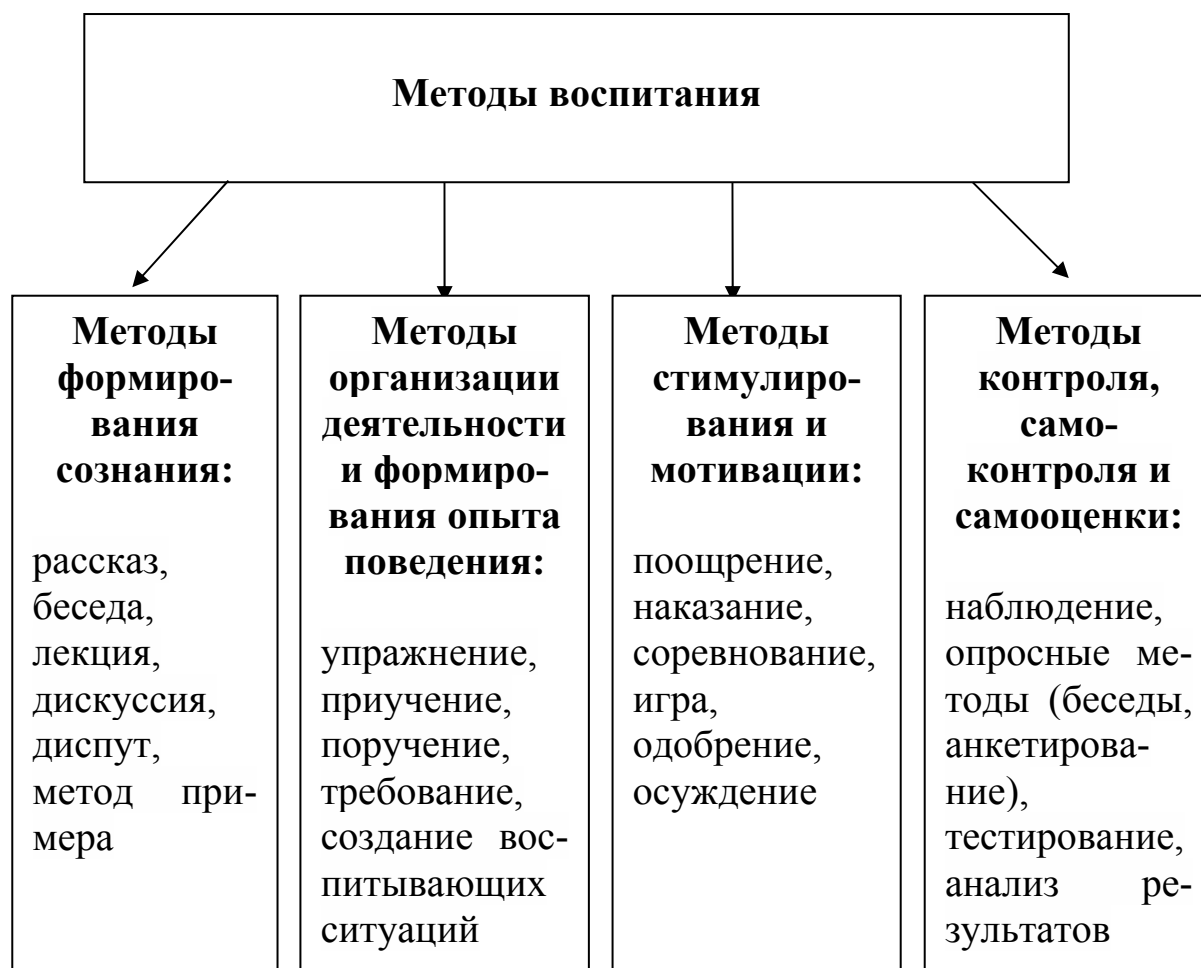 Методы воспитания
Методы
формиро-
вания
сознания:
рассказ,
беседа,
лекция,
дискуссия,
диспут,
метод при-
мера
Методы
организации
деятельности
и формиро-
вания опыта
поведения:
упражнение,
приучение,
поручение,
требование,
создание вос-
питывающих
ситуаций
Методы
стимулиро-
вания и
мотивации:
поощрение,
наказание,
соревнование,
игра,
одобрение,
осуждение
Методы
контроля,
само-
контроля и
самооценки:
наблюдение,
опросные ме-
тоды (беседы,
анкетирова-
ние),
тестирование,
анализ ре-
зультатов